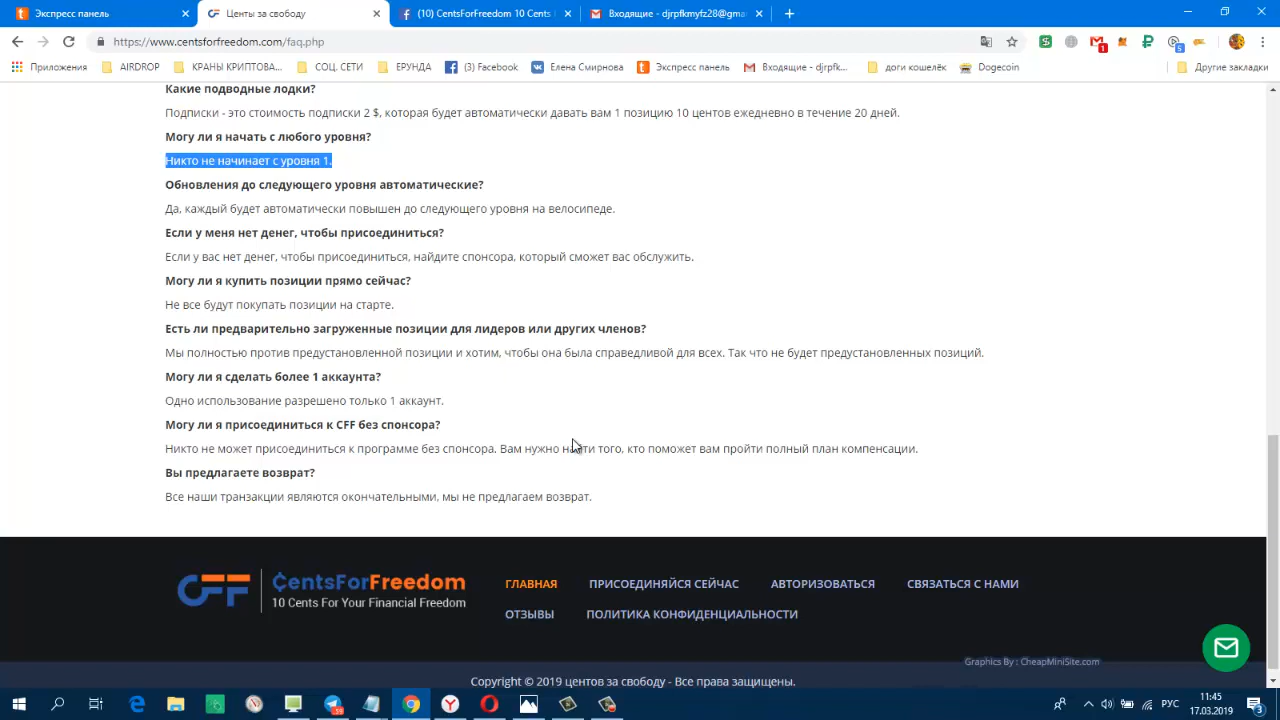 Экспресс панель
Центы за свободу
(10) CentsForFreedom 10 Cents
Входящие - djrpfkmyfz28@gma
https://www.centsforfreedom.com/faq.php
Приложения
AIRDROP
КРАНЫ КРИПТОВА...
СОЦ. СЕТИ
ЕРУНДА
(3) Facebook
Елена Смирнова
Экспресс панель
Входящие - djrpfk...
доги кошелёк
Dogecoin
Другие закладки
Какие подводные лодки?
Подписки - это стоимость подписки 2 $, которая будет автоматически давать вам 1 позицию 10 центов ежедневно в течение 20 дней.
Могу ли я начать с любого уровня?
Никто не начинает с уровня 1.
Обновления до следующего уровня автоматические?
Да, каждый будет автоматически повышен до следующего уровня на велосипеде.
Если у меня нет денег, чтобы присоединиться?
Если у вас нет денег, чтобы присоединиться, найдите спонсора, который сможет вас обслужить.
Могу ли я купить позиции прямо сейчас?
Не все будут покупать позиции на старте.
Есть ли предварительно загруженные позиции для лидеров или других членов?
Мы полностью против предустановленной позиции и хотим, чтобы она была справедливой для всех. Так что не будет предустановленных позиций.
Могу ли я сделать более 1 аккаунта?
Одно использование разрешено только 1 аккаунт.
Могу ли я присоединиться к CFF без спонсора?
Никто не может присоединиться к программе без спонсора. Вам нужно найти того, кто поможет вам пройти полный план компенсации.
Вы предлагаете возврат?
Все наши транзакции являются окончательными, мы не предлагаем возврат.
CFF
CentsForFreedom
10 Cents For Your Financial Freedom
ГЛАВНАЯ
ПРИСОЕДИНЯЙСЯ СЕЙЧАС
АВТОРИЗОВАТЬСЯ
СВЯЗАТЬСЯ С НАМИ
ОТЗЫВЫ
ПОЛИТИКА КОНФИДЕНЦИАЛЬНОСТИ
Graphics By : CheapMiniSite.com
Copyright © 2019 центов за свободу - Все права защищены.
РУС
11:45
17.03.2019